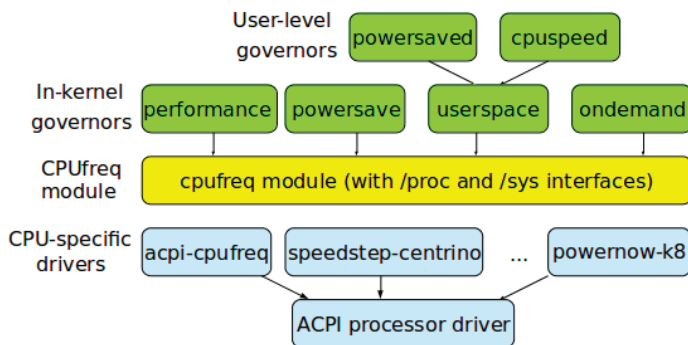 User-level
governors
powersaved
cpuspeed
In-kernel
governors
performance
powersave
userspace
ondemand
CPUfreq
module
cpufreq module (with /proc and /sys interfaces)
CPU-specific
drivers
acpi-cpufreq
speedstep-centrino
...
powernow-k8
ACPI processor driver